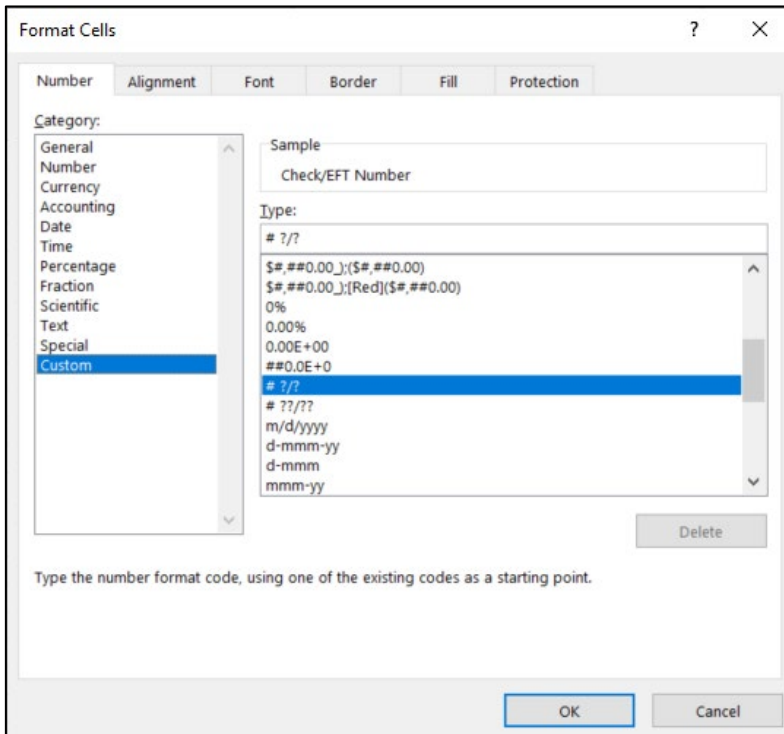 Format Cells ? ✕
Number Alignment Font Border Fill Protection
Category:
General
Number
Currency
Accounting
Date
Time
Percentage
Fraction
Scientific
Text
Special
Custom
Sample
Check/EFT Number
Type:
# ?/?
$#,##0.00_);($#,##0.00)
$#,##0.00_);[Red]($#,##0.00)
0%
0.00%
0.00E+00
##0.0E+0
# ?/?
# ??/??
m/d/yyyy
d-mmm-yy
d-mmm
mmm-yy
Delete
Type the number format code, using one of the existing codes as a starting point.
OK Cancel